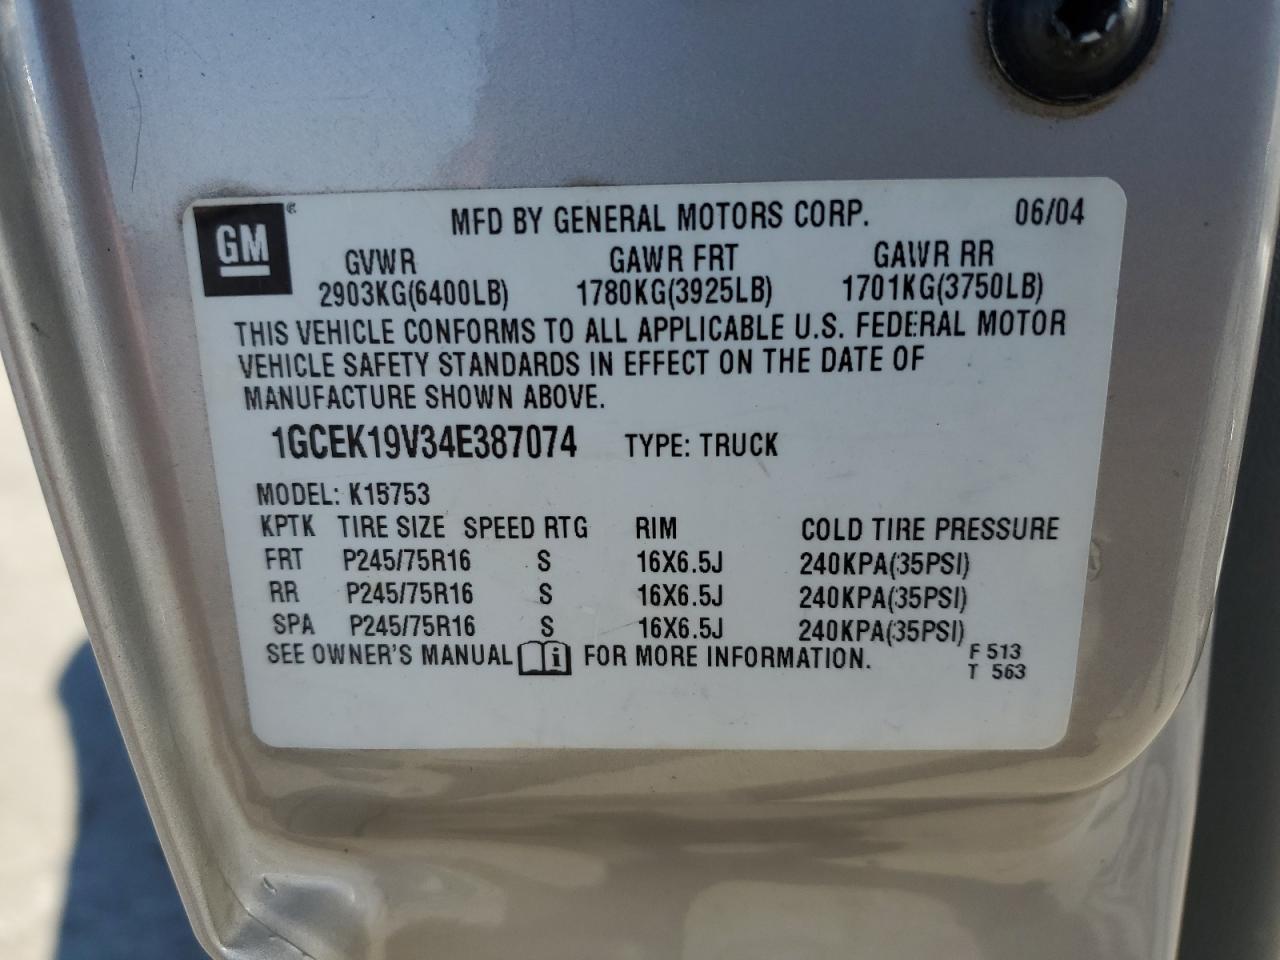 GM ® MFD BY GENERAL MOTORS CORP. 06/04
GVWR GAWR FRT GAWR RR
2903KG(6400LB) 1780KG(3925LB) 1701KG(3750LB)
THIS VEHICLE CONFORMS TO ALL APPLICABLE U.S. FEDERAL MOTOR
VEHICLE SAFETY STANDARDS IN EFFECT ON THE DATE OF
MANUFACTURE SHOWN ABOVE.
1GCEK19V34E387074 TYPE: TRUCK
MODEL: K15753
KPTK TIRE SIZE SPEED RTG RIM COLD TIRE PRESSURE
FRT P245/75R16 S 16X6.5J 240KPA(35PSI)
RR P245/75R16 S 16X6.5J 240KPA(35PSI)
SPA P245/75R16 S 16X6.5J 240KPA(35PSI)
SEE OWNER'S MANUAL i FOR MORE INFORMATION. F 513
T 563